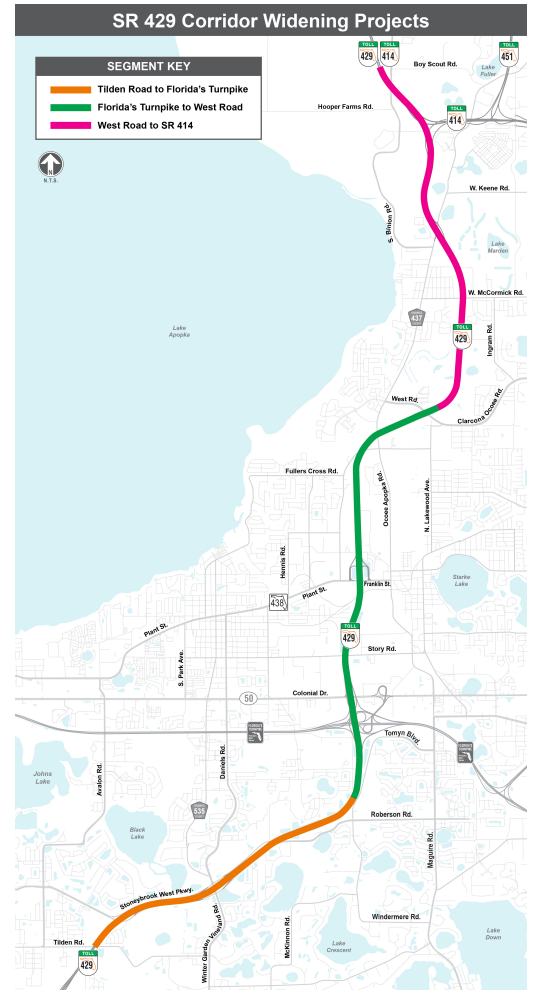 SR 429 Corridor Widening Projects
SEGMENT KEY
Tilden Road to Florida's Turnpike
Florida's Turnpike to West Road
West Road to SR 414
N
N.T.S.
TOLL
429
TOLL
414
TOLL
451
Boy Scout Rd.
Lake
Fuller
Hooper Farms Rd.
TOLL
414
W. Keene Rd.
S. Binion Rd.
Lake
Marden
W. McCormick Rd.
437
Lake
Apopka
TOLL
429
Ingram Rd.
West Rd.
Clarcona Ocoee Rd.
Fullers Cross Rd.
Ocoee Apopka Rd.
N. Lakewood Ave.
Hennis Rd.
Franklin St.
Starke
Lake
Plant St.
438
Plant St.
TOLL
429
Story Rd.
S. Park Ave.
Colonial Dr.
50
Tomyn Blvd.
Daniels Rd.
Johns
Lake
Avalon Rd.
535
Roberson Rd.
Black
Lake
Maguire Rd.
Stoneybrook West Pkwy.
Winter Garden Vineland Rd.
McKinnon Rd.
Windermere Rd.
Lake
Down
Lake
Crescent
Tilden Rd.
TOLL
429